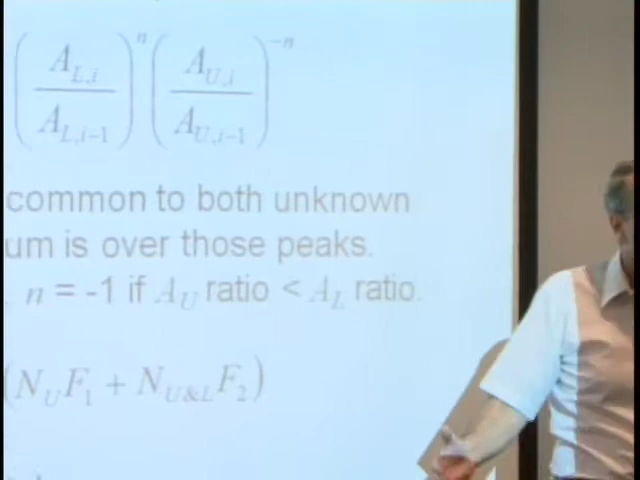 (A_{L,i} / A_{L,i-1})^n (A_{U,i} / A_{U,i-1})^{-n}
common to both unknown
um is over those peaks.
, n = -1 if A_U ratio < A_L ratio.
(N_U F_1 + N_{U&L} F_2)